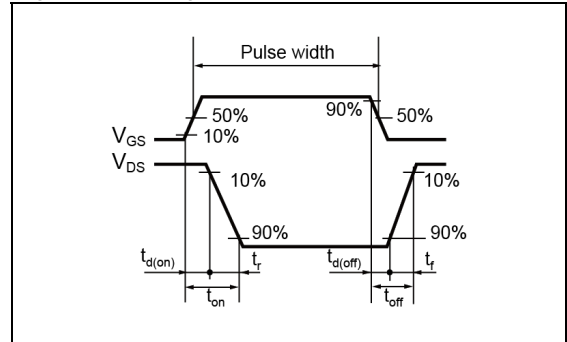 Pulse width
90%
50%
50%
10%
VGS
VDS
10%
10%
90%
90%
td(on)
tr
td(off)
tf
ton
toff